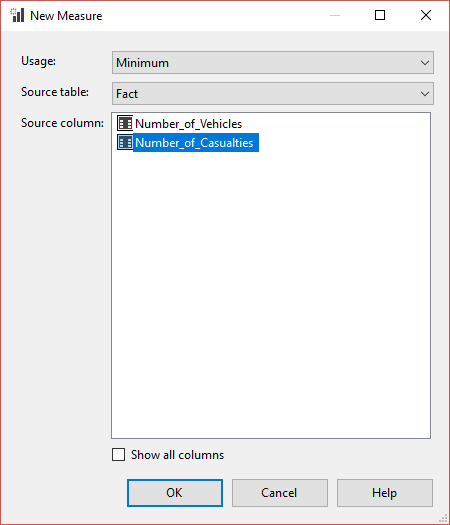 New Measure
Usage: Minimum
Source table: Fact
Source column: Number_of_Vehicles
Number_of_Casualties
Show all columns
OK Cancel Help